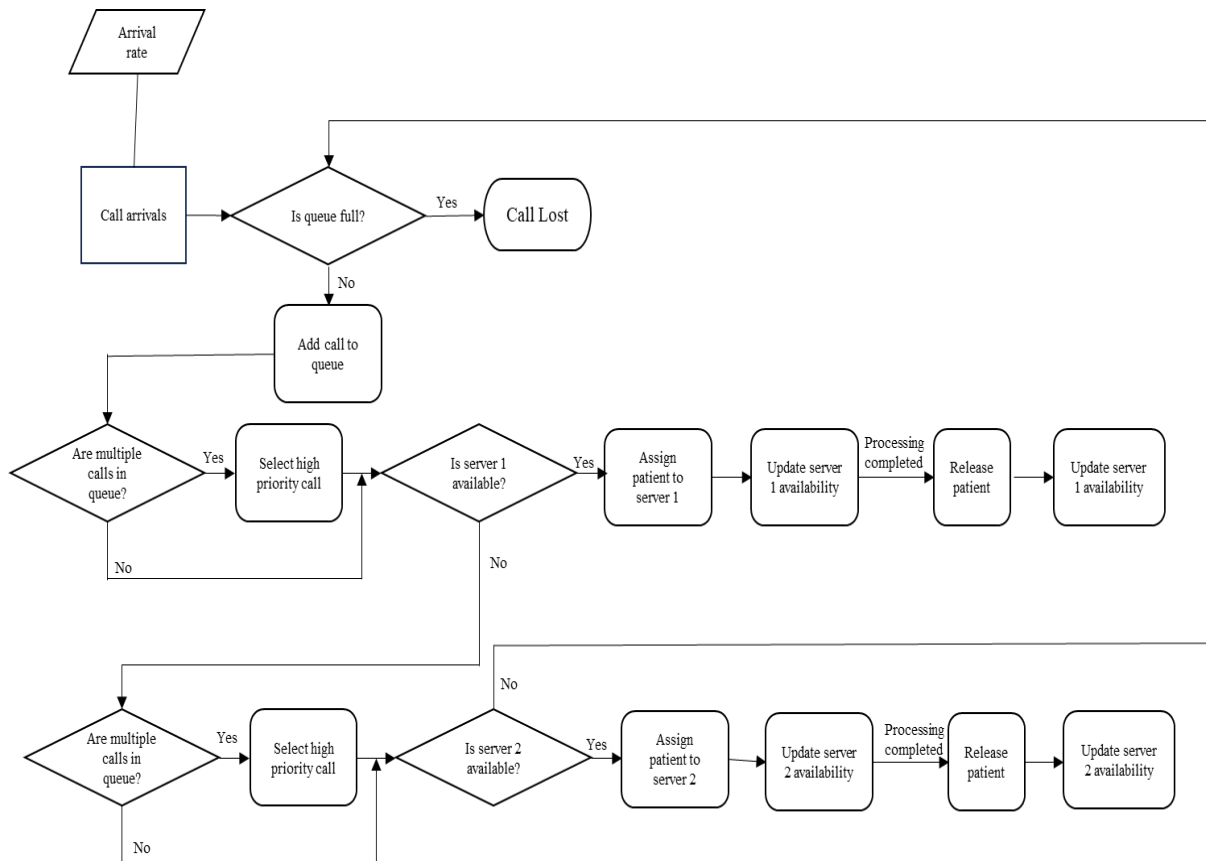 Arrival
rate
Call arrivals
Is queue full?
Yes
Call Lost
No
Add call to
queue
Are multiple
calls in
queue?
Yes
Select high
priority call
Is server 1
available?
Yes
Assign
patient to
server 1
Update server
1 availability
Processing
completed
Release
patient
Update server
1 availability
No
No
Are multiple
calls in
queue?
Yes
Select high
priority call
No
Is server 2
available?
Yes
Assign
patient to
server 2
Update server
2 availability
Processing
completed
Release
patient
Update server
2 availability
No